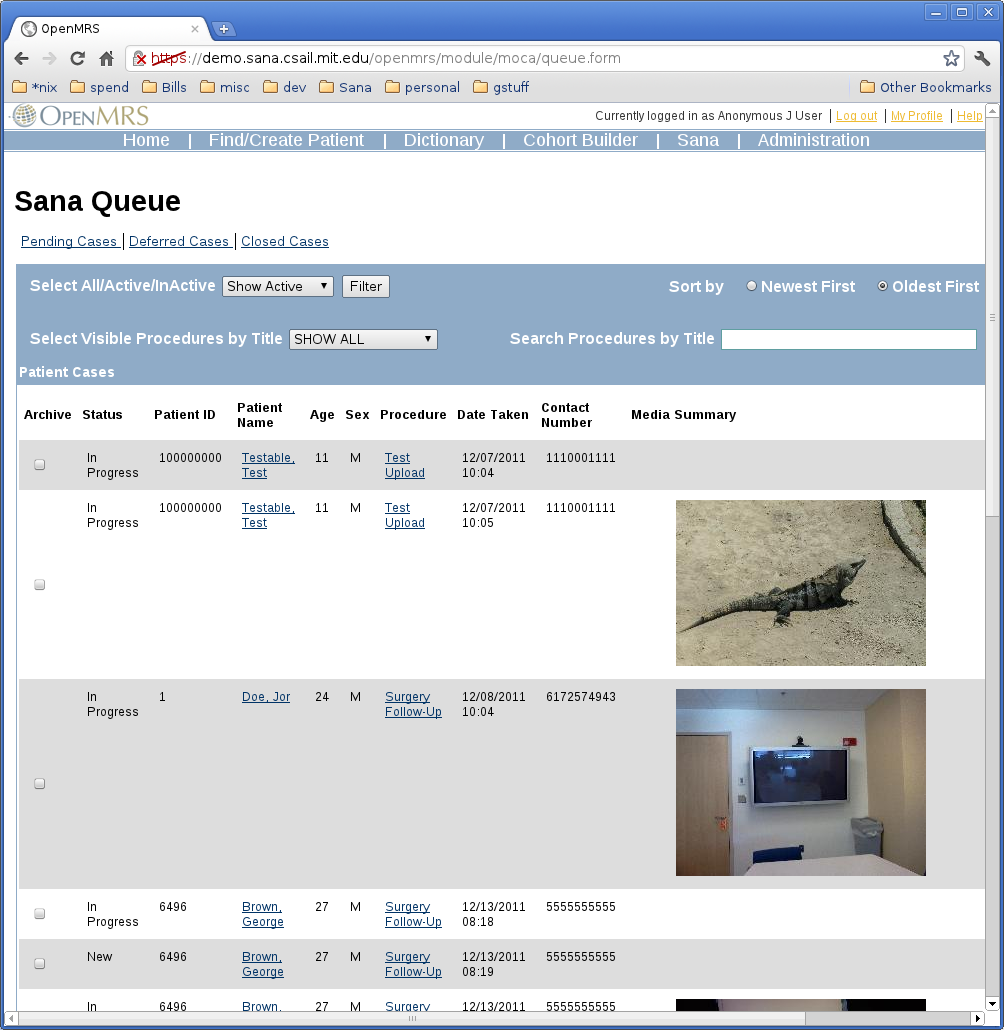 OpenMRS
https://demo.sana.csail.mit.edu/openmrs/module/moca/queue.form
*nix spend Bills misc dev Sana personal gstuff Other Bookmarks
OPENMRS Currently logged in as Anonymous J User | Log out | My Profile | Help
Home | Find/Create Patient | Dictionary | Cohort Builder | Sana | Administration
Sana Queue
Pending Cases | Deferred Cases | Closed Cases
Select All/Active/InActive Show Active Filter Sort by Newest First Oldest First
Select Visible Procedures by Title SHOW ALL Search Procedures by Title
Patient Cases
Archive Status Patient ID Patient Name Age Sex Procedure Date Taken Contact Number Media Summary
In Progress 100000000 Testable, Test 11 M Test Upload 12/07/2011 10:04 1110001111
In Progress 100000000 Testable, Test 11 M Test Upload 12/07/2011 10:05 1110001111
In Progress 1 Doe, Jor 24 M Surgery Follow-Up 12/08/2011 10:04 6172574943
In Progress 6496 Brown, George 27 M Surgery Follow-Up 12/13/2011 08:18 5555555555
New 6496 Brown, George 27 M Surgery Follow-Up 12/13/2011 08:19 5555555555
In 6496 Brown, 27 M Surgery 12/13/2011 5555555555